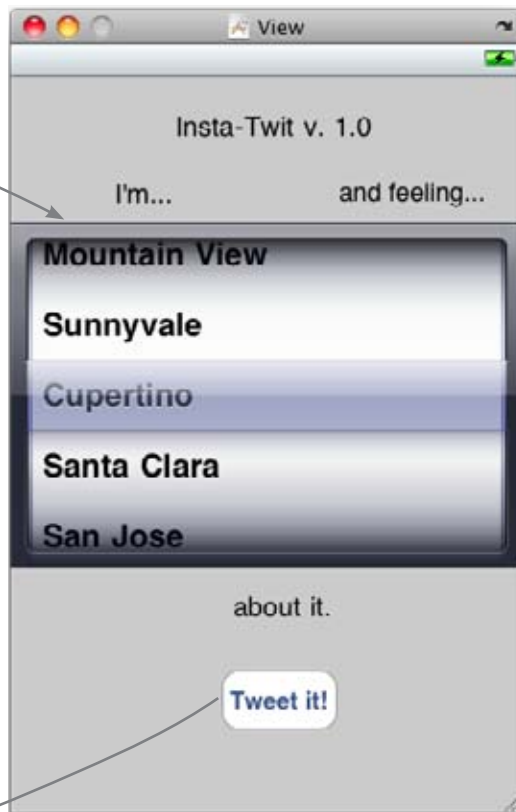 View
Insta-Twit v. 1.0
I'm... and feeling...
Mountain View
Sunnyvale
Cupertino
Santa Clara
San Jose
about it.
Tweet it!